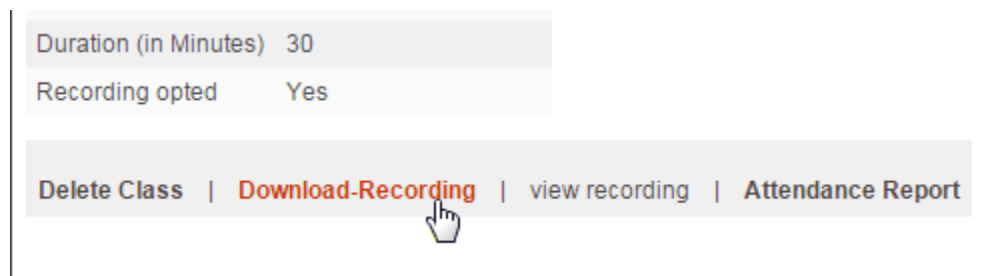 Duration (in Minutes) 30
Recording opted Yes
Delete Class | Download-Recording | view recording | Attendance Report